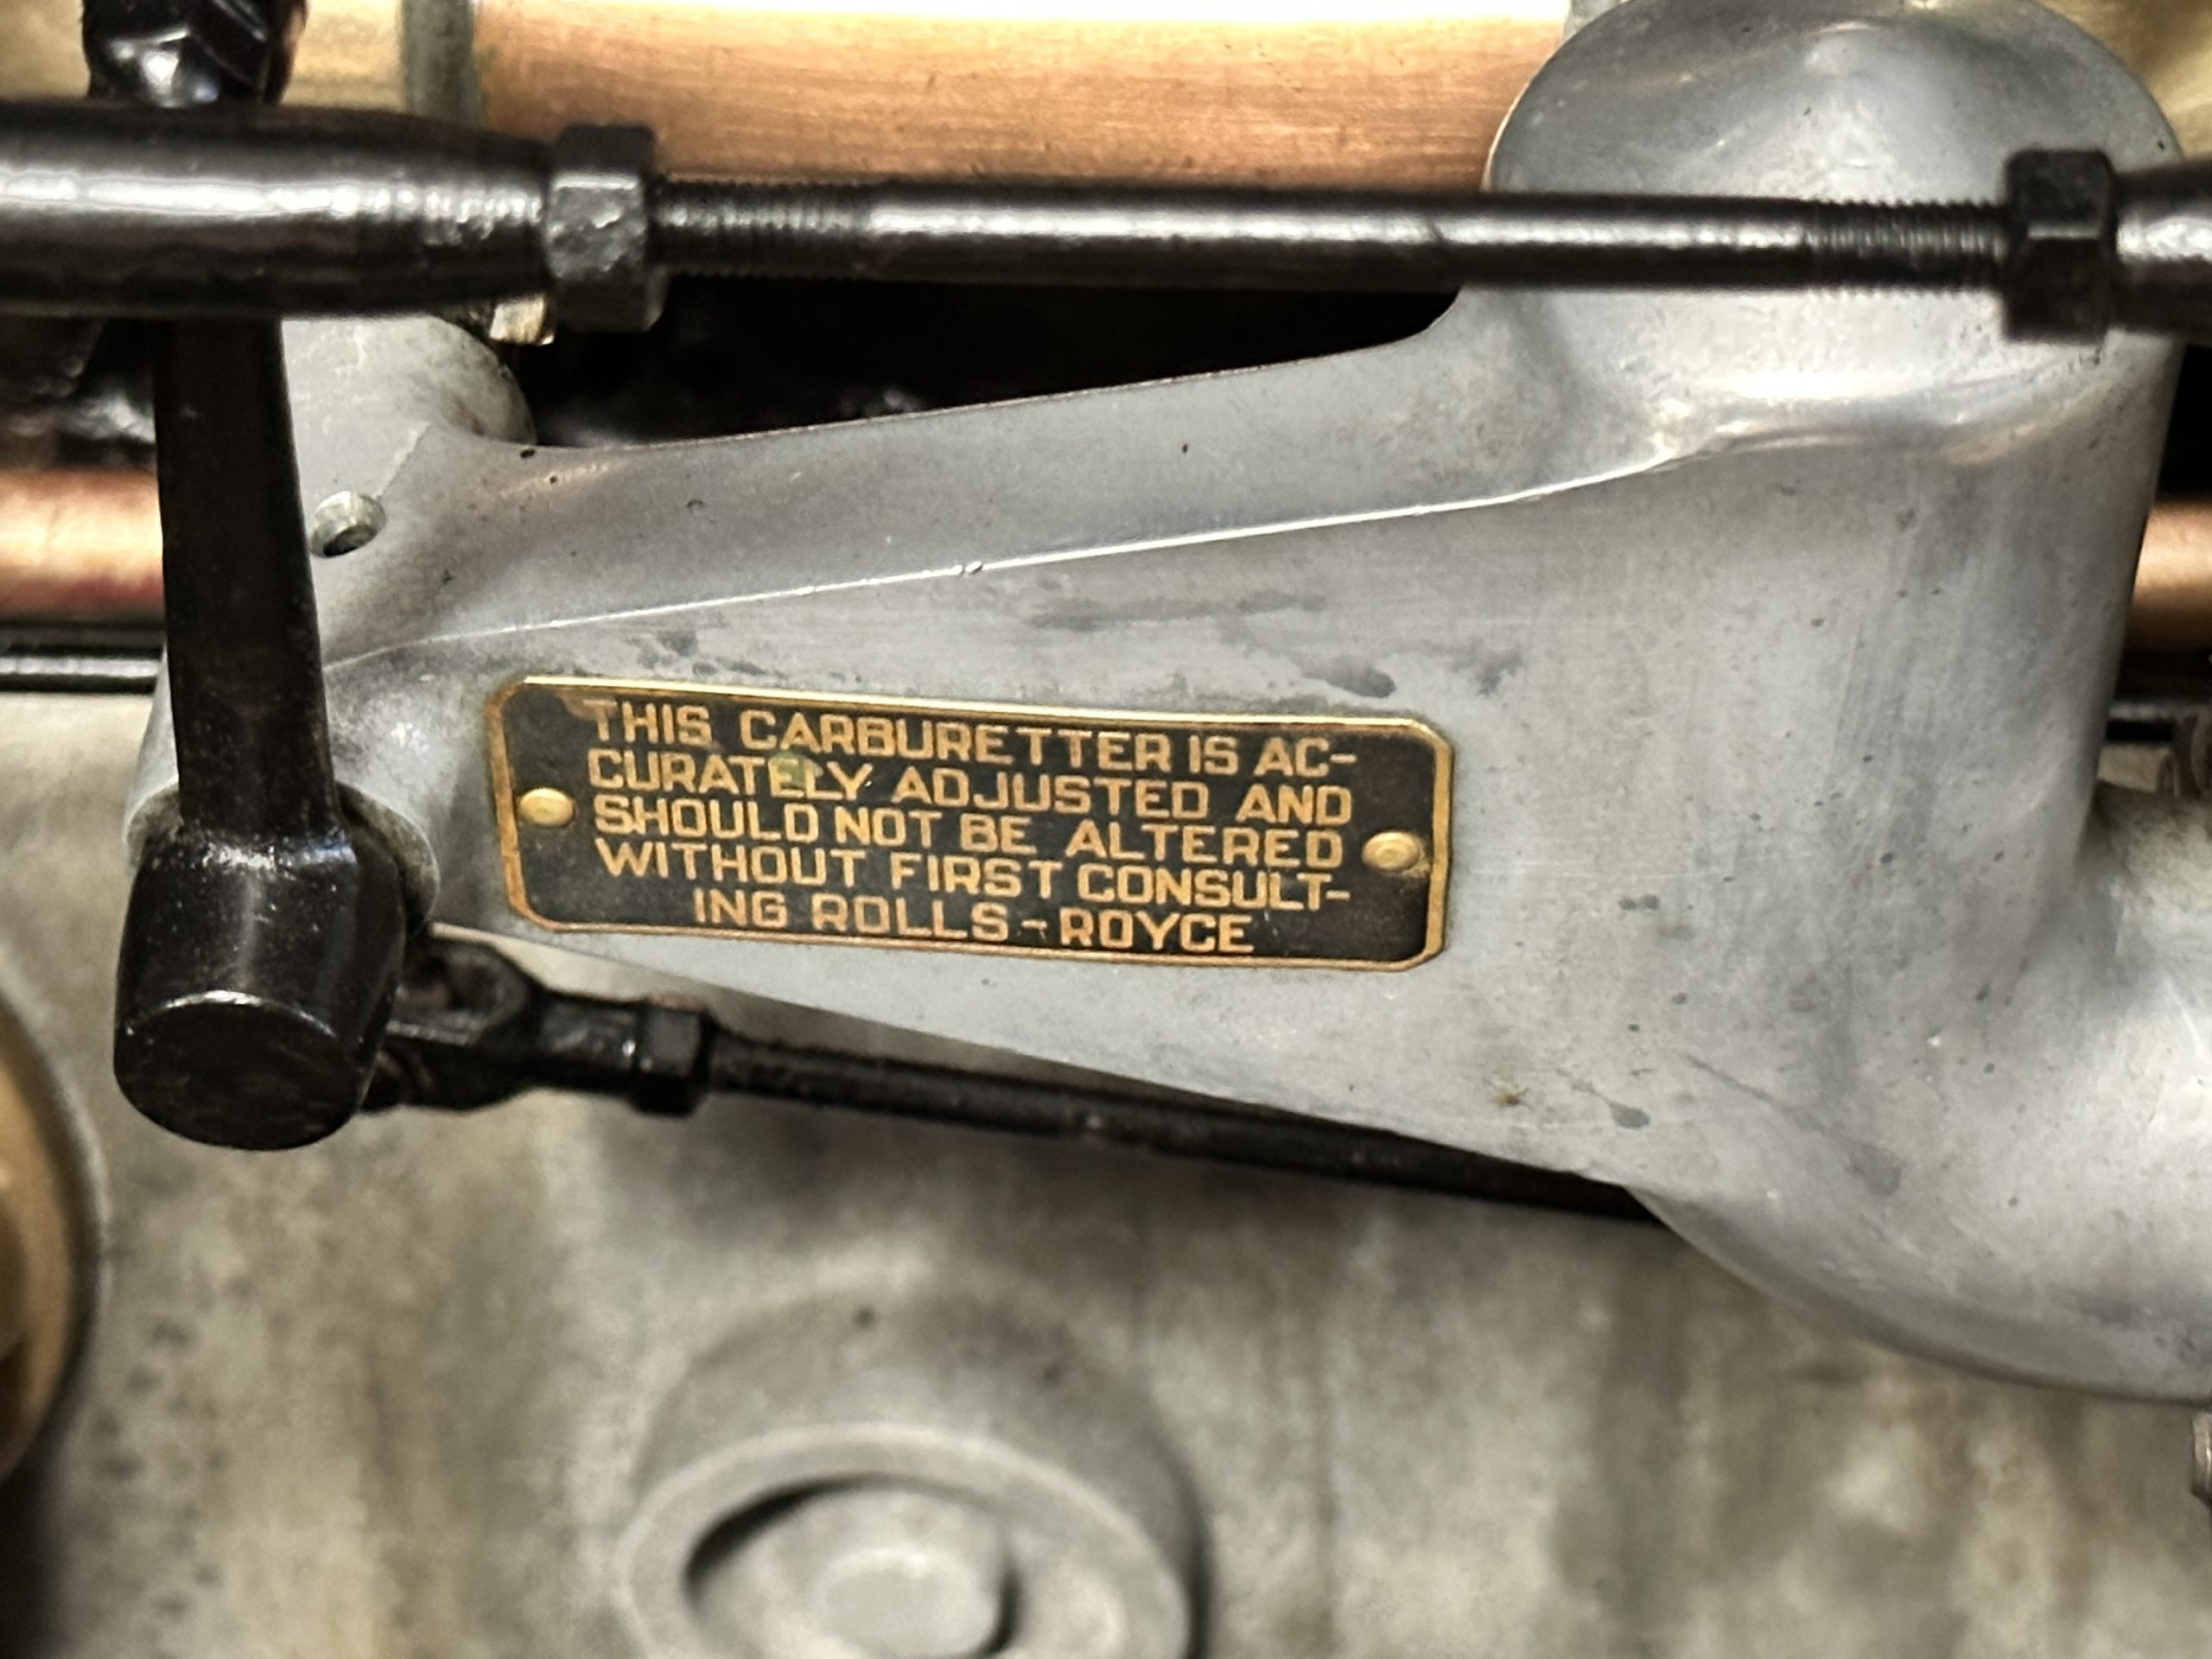 THIS CARBURETTER IS AC-
CURATELY ADJUSTED AND
SHOULD NOT BE ALTERED
WITHOUT FIRST CONSULT-
ING ROLLS-ROYCE